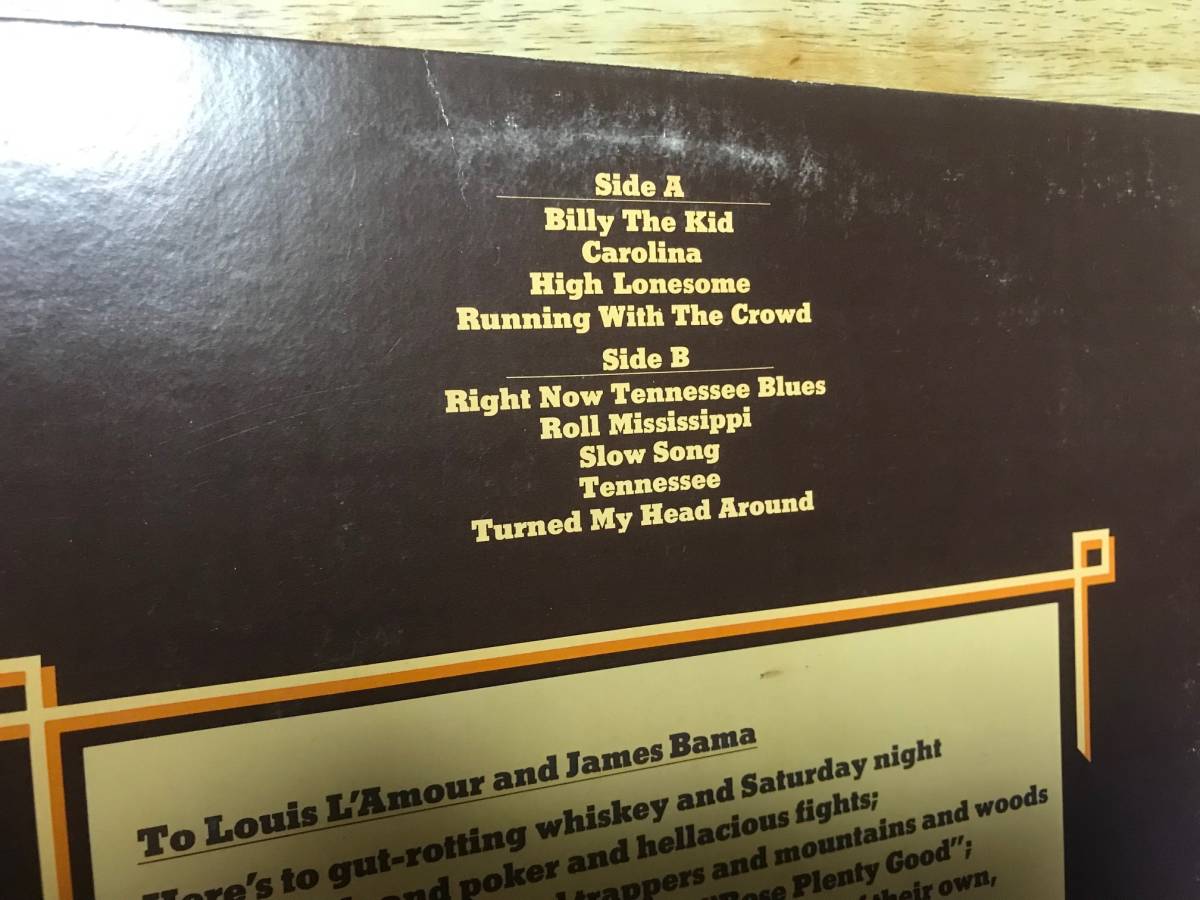 Side A
Billy The Kid
Carolina
High Lonesome
Running With The Crowd
Side B
Right Now Tennessee Blues
Roll Mississippi
Slow Song
Tennessee
Turned My Head Around
To Louis L'Amour and James Bama
Here's to gut-rotting whiskey and Saturday night
and poker and hellacious fights;
trappers and mountains and woods
"Rose Plenty Good";
their own,